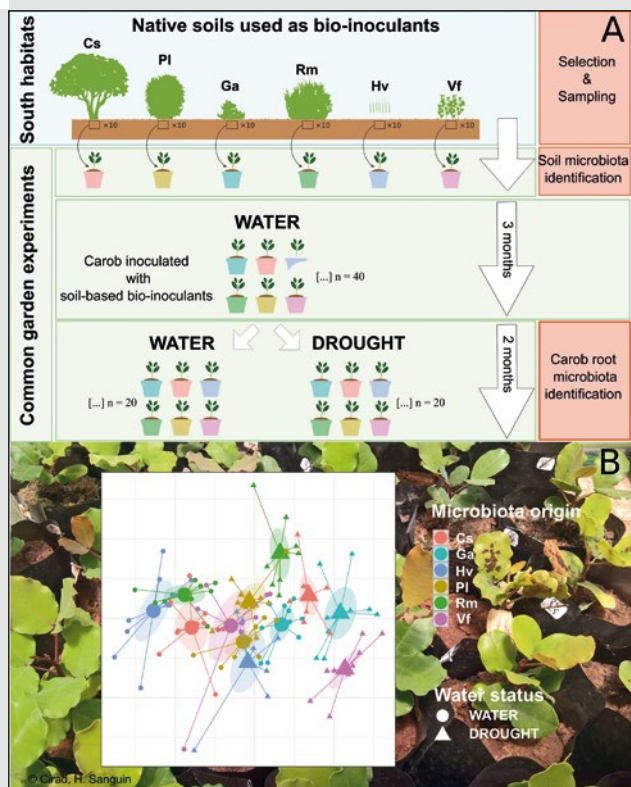 A
Native soils used as bio-inoculants
South habitats
Cs
Pl
Ga
Rm
Hv
Vf
×10
×10
×10
×10
×10
×10
Selection
&
Sampling
Soil microbiota
identification
Common garden experiments
WATER
Carob inoculated
with
soil-based bio-inoculants
[...] n = 40
3 months
WATER
DROUGHT
[...] n = 20
[...] n = 20
2 months
Carob root
microbiota
identification
B
Microbiota origin
Cs
Ga
Hv
Pl
Rm
Vf
Water status
WATER
DROUGHT
© Cirad, H. Sanguin